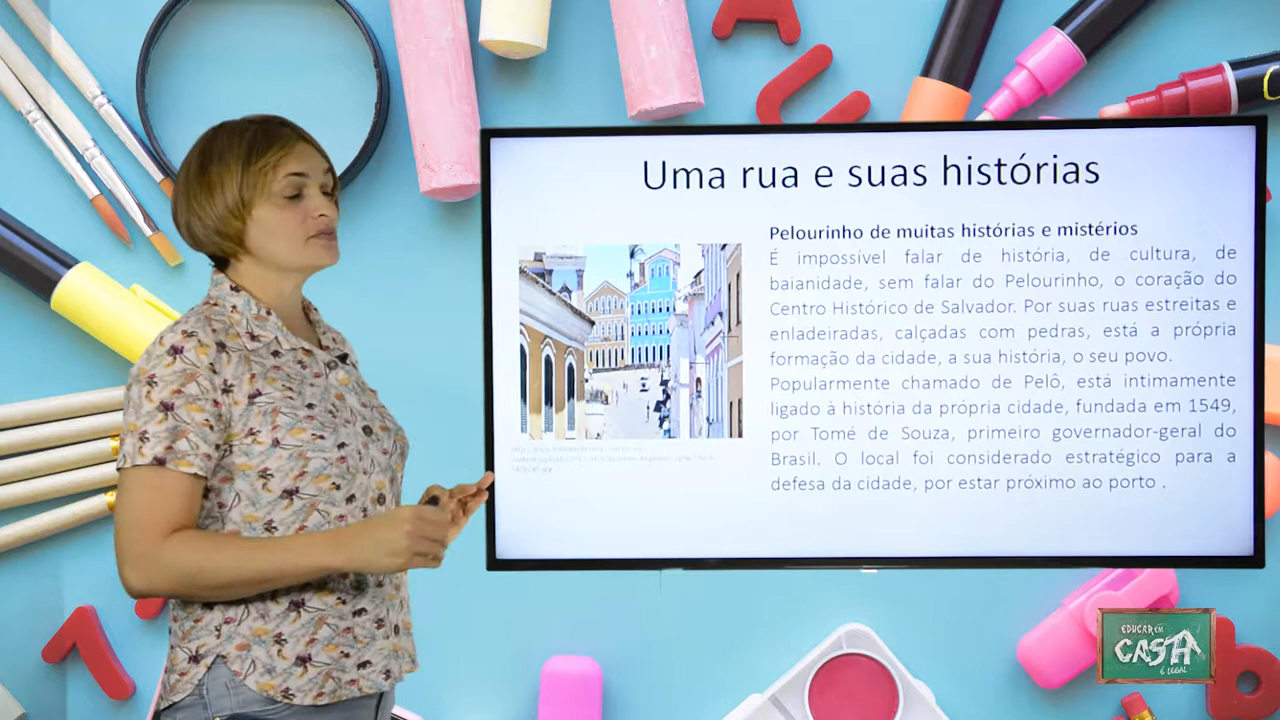 Uma rua e suas histórias
Pelourinho de muitas histórias e mistérios
É impossível falar de história, de cultura, de
baianidade, sem falar do Pelourinho, o coração do
Centro Histórico de Salvador. Por suas ruas estreitas e
enladeiradas, calçadas com pedras, está a própria
formação da cidade, a sua história, o seu povo.
Popularmente chamado de Pelô, está intimamente
ligado à história da própria cidade, fundada em 1549,
por Tomé de Souza, primeiro governador-geral do
Brasil. O local foi considerado estratégico para a
defesa da cidade, por estar próximo ao porto .
EDUCAR EM
CASA
É LEGAL